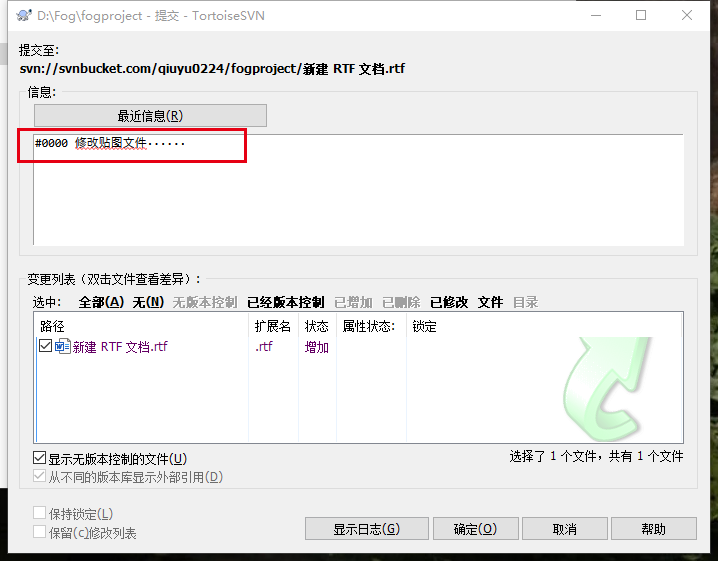 D:\Fog\fogproject - 提交 - TortoiseSVN
提交至:
svn://svnbucket.com/qiuyu0224/fogproject/新建 RTF 文档.rtf
信息:
最近信息(R)
#0000 修改贴图文件······
变更列表（双击文件查看差异）:
选中: 全部(A) 无(N) 无版本控制 已经版本控制 已增加 已删除 已修改 文件 目录
路径 扩展名 状态 属性状态: 锁定
新建 RTF 文档.rtf .rtf 增加
显示无版本控制的文件(U)
选择了 1 个文件，共有 1 个文件
从不同的版本库显示外部引用(D)
保持锁定(L)
保留(c)修改列表
显示日志(G) 确定(O) 取消 帮助